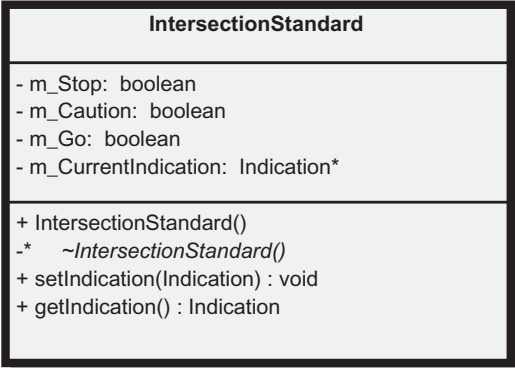 IntersectionStandard
- m_Stop: boolean
- m_Caution: boolean
- m_Go: boolean
- m_CurrentIndication: Indication*
+ IntersectionStandard()
-* ~IntersectionStandard()
+ setIndication(Indication) : void
+ getIndication() : Indication